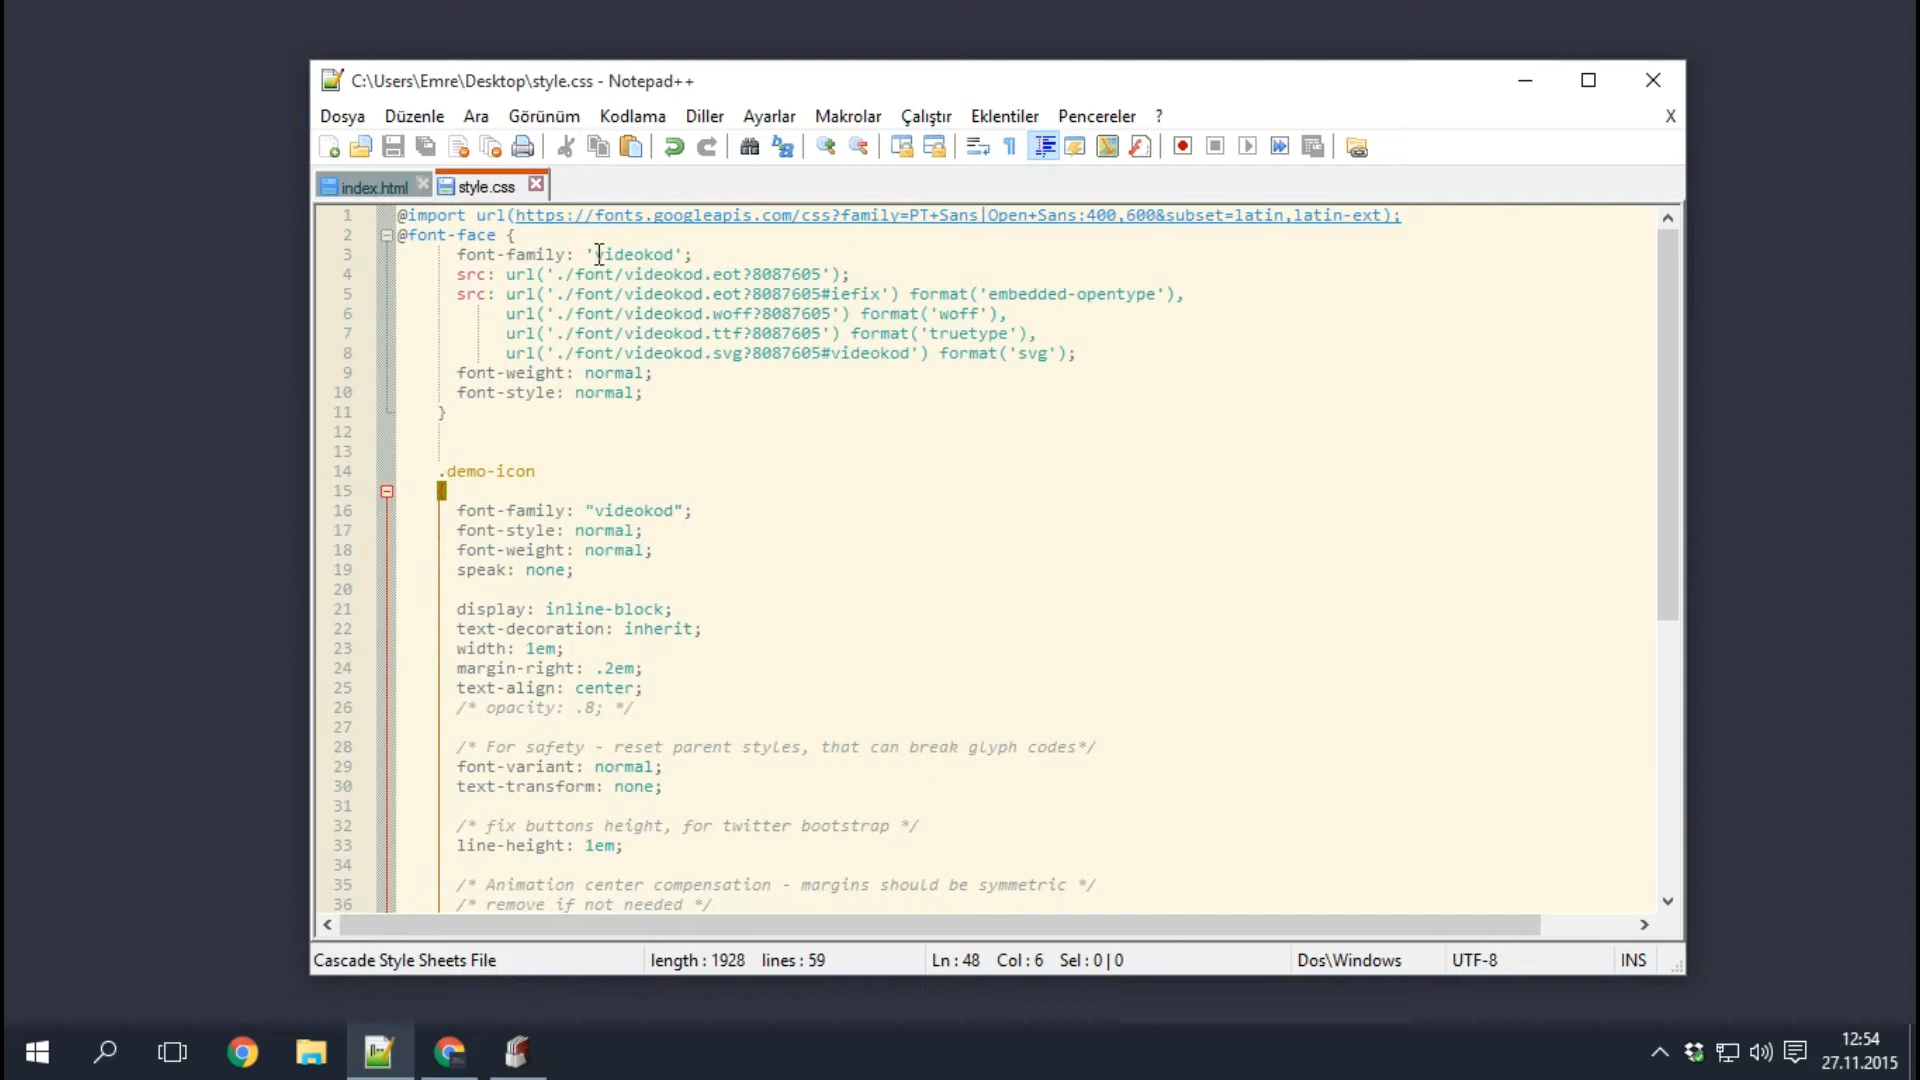 C:\Users\Emre\Desktop\style.css - Notepad++
Dosya Düzenle Ara Görünüm Kodlama Diller Ayarlar Makrolar Çalıştır Eklentiler Pencereler ? X
index.html style.css
1 @import url(https://fonts.googleapis.com/css?family=PT+Sans|Open+Sans:400,600&subset=latin,latin-ext);
2 @font-face {
3 font-family: 'videokod';
4 src: url('./font/videokod.eot?8087605');
5 src: url('./font/videokod.eot?8087605#iefix') format('embedded-opentype'),
6 url('./font/videokod.woff?8087605') format('woff'),
7 url('./font/videokod.ttf?8087605') format('truetype'),
8 url('./font/videokod.svg?8087605#videokod') format('svg');
9 font-weight: normal;
10 font-style: normal;
11 }
12
13
14 .demo-icon
15 {
16 font-family: "videokod";
17 font-style: normal;
18 font-weight: normal;
19 speak: none;
20
21 display: inline-block;
22 text-decoration: inherit;
23 width: 1em;
24 margin-right: .2em;
25 text-align: center;
26 /* opacity: .8; */
27
28 /* For safety - reset parent styles, that can break glyph codes*/
29 font-variant: normal;
30 text-transform: none;
31
32 /* fix buttons height, for twitter bootstrap */
33 line-height: 1em;
34
35 /* Animation center compensation - margins should be symmetric */
36 /* remove if not needed */
Cascade Style Sheets File length : 1928 lines : 59 Ln : 48 Col : 6 Sel : 0 | 0 Dos\Windows UTF-8 INS
12:54
27.11.2015